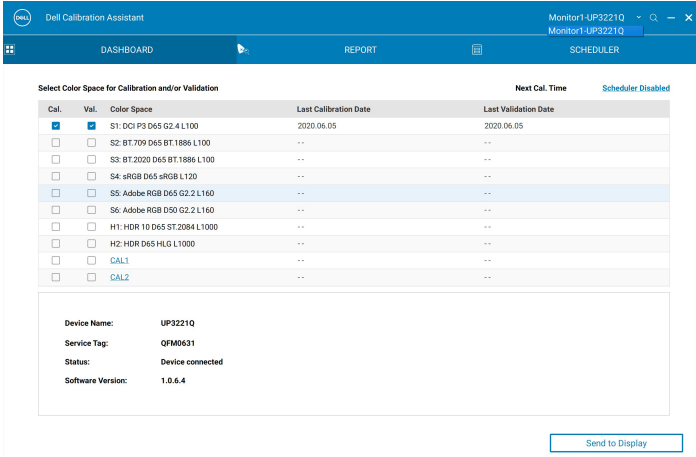 DELL Dell Calibration Assistant Monitor1-UP3221Q
Monitor1-UP3221Q
DASHBOARD REPORT SCHEDULER
Select Color Space for Calibration and/or Validation Next Cal. Time Scheduler Disabled
Cal. Val. Color Space Last Calibration Date Last Validation Date
S1: DCI P3 D65 G2.4 L100 2020.06.05 2020.06.05
S2: BT.709 D65 BT.1886 L100 -- --
S3: BT.2020 D65 BT.1886 L100 -- --
S4: sRGB D65 sRGB L120 -- --
S5: Adobe RGB D65 G2.2 L160 -- --
S6: Adobe RGB D50 G2.2 L160 -- --
H1: HDR 10 D65 ST.2084 L1000 -- --
H2: HDR D65 HLG L1000 -- --
CAL1 -- --
CAL2 -- --
Device Name: UP3221Q
Service Tag: QFM0631
Status: Device connected
Software Version: 1.0.6.4
Send to Display